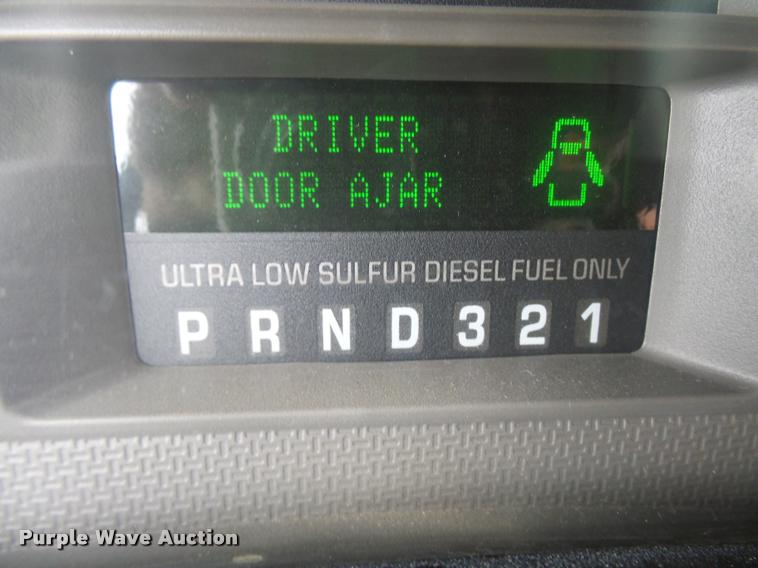 DRIVER
DOOR AJAR
ULTRA LOW SULFUR DIESEL FUEL ONLY
P R N D 3 2 1
Purple Wave Auction